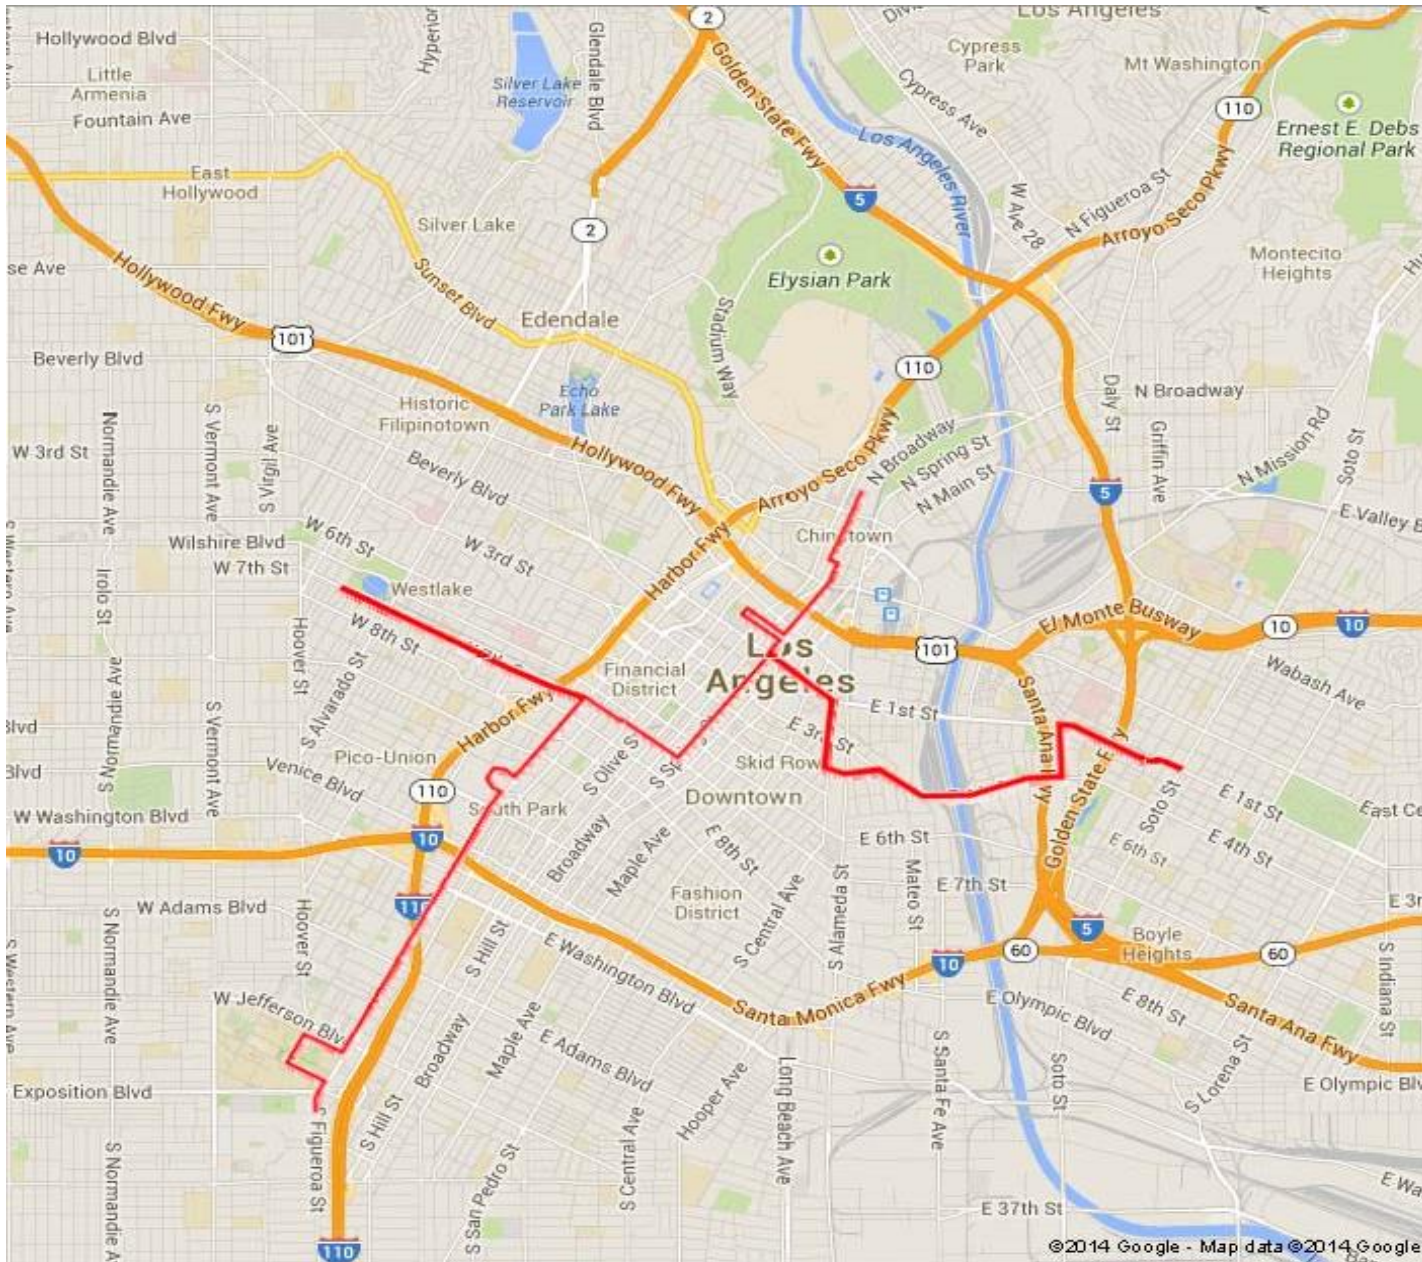 Los Angeles
2
Hollywood Blvd
Glendale Blvd
Cypress
Park
Mt Washington
Golden State Fwy
Little
Armenia
Silver Lake
Reservoir
Cypress Ave
110
Fountain Ave
Ernest E. Debs
Regional Park
Los Angeles River
East
Hollywood
5
W Ave 28
N Figueroa St
Arroyo Seco Pkwy
Silver Lake
2
Montecito
Heights
se Ave
Hollywood Fwy
Sunset Blvd
Elysian Park
Stadium Way
Edendale
101
Beverly Blvd
110
Daly St
N Broadway
Echo
Park Lake
Historic
Filipinotown
S Vermont Ave
S Virgil Ave
Normandie Ave
Griffin Ave
N Mission Rd
Soto St
W 3rd St
Hollywood Fwy
Beverly Blvd
Arroyo Seco Pkwy
N Broadway
N Spring St
N Main St
5
E Valley B
W 6th St
Wilshire Blvd
W 7th St
W 3rd St
Harbor Fwy
Chinatown
Irolo St
Westlake
W 8th St
El Monte Busway
10
10
Hoover St
S Alvarado St
Los
Angeles
101
Financial
District
Wabash Ave
S Normandie Ave
S Vermont Ave
Harbor Fwy
E 1st St
Santa Ana Fwy
E 3rd St
Blvd
Pico-Union
S Olive S
Skid Row
Blvd
Venice Blvd
110
South Park
Downtown
Golden State Fwy
Soto St
E 1st St
East Ce
W Washington Blvd
10
10
Broadway
Maple Ave
E 8th St
E 6th St
E 6th St
E 4th St
Mateo St
E 7th St
Fashion
District
S Central Ave
S Alameda St
W Adams Blvd
110
E 3r
Hoover St
S Hill St
5
Boyle
Heights
60
60
10
E Washington Blvd
Santa Monica Fwy
S Western Ave
S Normandie Ave
S Indiana St
W Jefferson Blv
E Olympic Blvd
E 8th St
Santa Ana Fwy
Broadway
Maple Ave
E Adams Blvd
Hooper Ave
Long Beach Ave
S Santa Fe Ave
Soto St
S Lorena St
Exposition Blvd
E Olympic Blv
S Figueroa St
S Hill St
S San Pedro St
S Central Ave
S Normandie A
E 37th St
E Wa
110
©2014 Google - Map data ©2014 Google